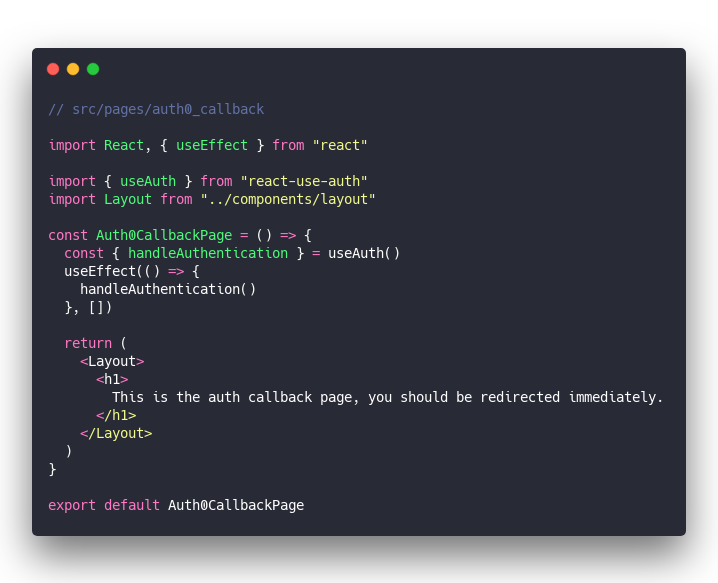 // src/pages/auth0_callback
import React, { useEffect } from "react"
import { useAuth } from "react-use-auth"
import Layout from "../components/layout"
const Auth0CallbackPage = () => {
  const { handleAuthentication } = useAuth()
  useEffect(() => {
    handleAuthentication()
  }, [])
  return (
    <Layout>
      <h1>
        This is the auth callback page, you should be redirected immediately.
      </h1>
    </Layout>
  )
}
export default Auth0CallbackPage